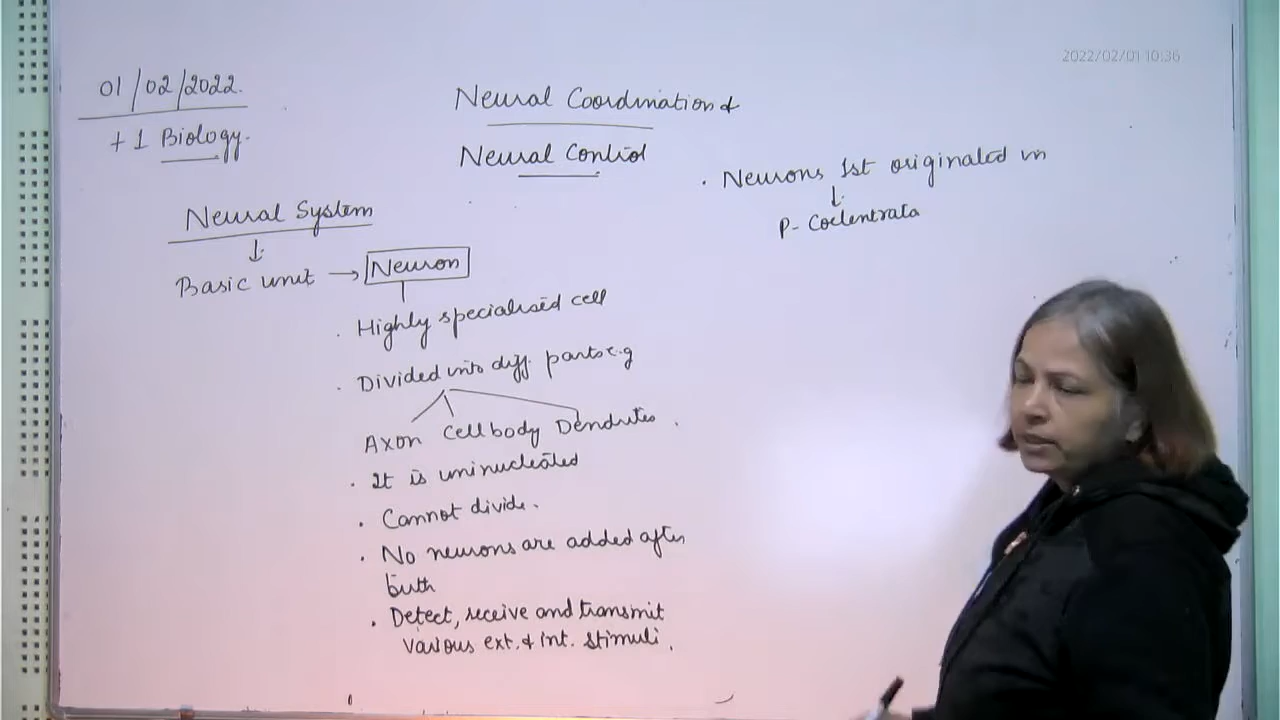 2022/02/01 10:36
01/02/2022.
+1 Biology.
Neural Coordination &
Neural Control
Neural System
↓
Basic unit → Neuron
. Highly specialised cell
. Divided into diff. parts e.g
Axon Cell body Dendrites .
. It is uninucleated
. Cannot divide.
. No neurons are added after
birth
. Detect, receive and transmit
various ext. & int. stimuli .
. Neurons 1st originated in
↓
P- Coelentrata